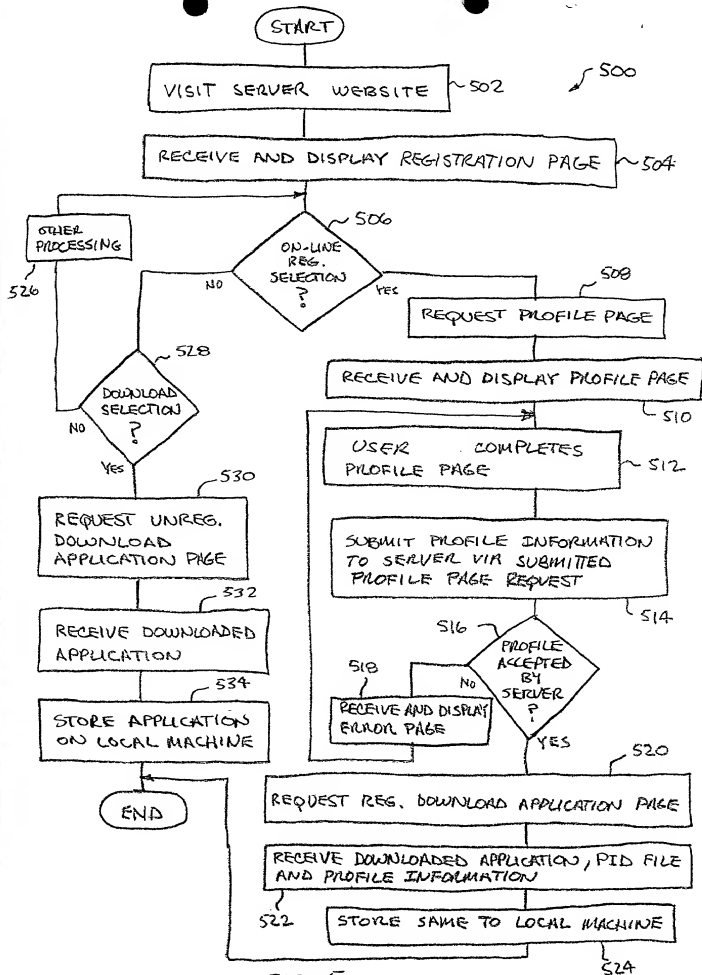 START
VISIT SERVER WEBSITE
502
500
RECEIVE AND DISPLAY REGISTRATION PAGE
504
506
ON-LINE
REG.
SELECTION
?
NO
YES
OTHER
PROCESSING
526
508
REQUEST PROFILE PAGE
528
DOWNLOAD
SELECTION
?
NO
YES
RECEIVE AND DISPLAY PROFILE PAGE
510
USER COMPLETES
PROFILE PAGE
512
530
REQUEST UNREG.
DOWNLOAD
APPLICATION PAGE
SUBMIT PROFILE INFORMATION
TO SERVER VIA SUBMITTED
PROFILE PAGE REQUEST
514
532
RECEIVE DOWNLOADED
APPLICATION
516
PROFILE
ACCEPTED
BY
SERVER
?
NO
YES
518
RECEIVE AND DISPLAY
ERROR PAGE
534
STORE APPLICATION
ON LOCAL MACHINE
END
520
REQUEST REG. DOWNLOAD APPLICATION PAGE
RECEIVE DOWNLOADED APPLICATION, PID FILE
AND PROFILE INFORMATION
522
STORE SAME TO LOCAL MACHINE
524